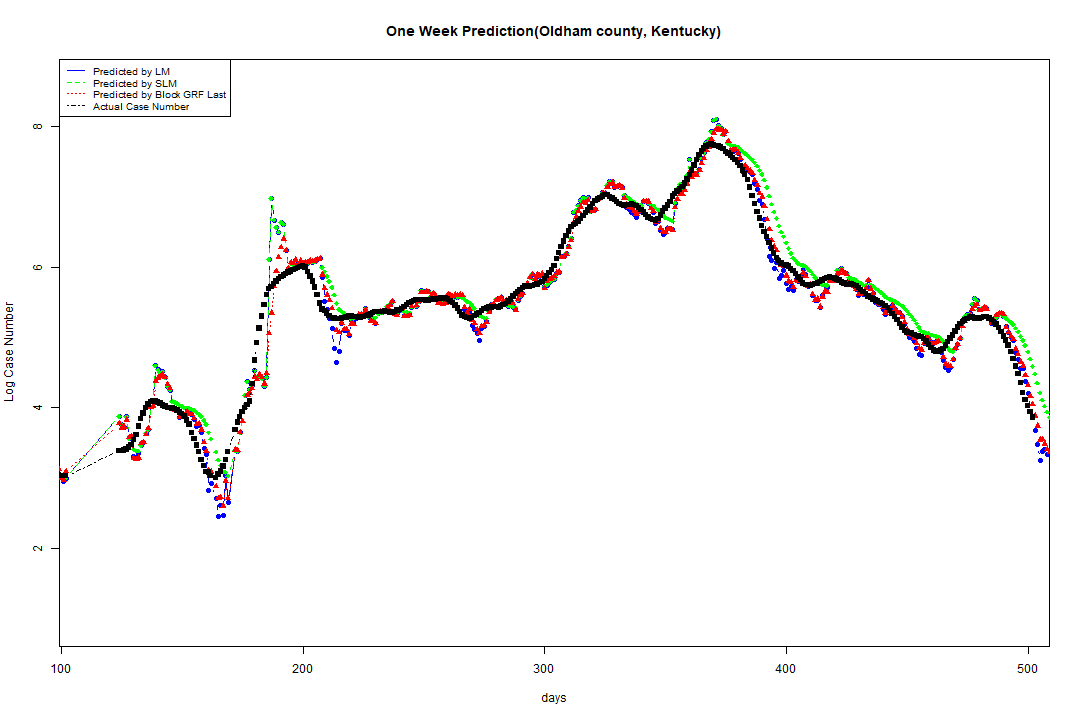 One Week Prediction(Oldham county, Kentucky)
Predicted by LM
Predicted by SLM
Predicted by Block GRF Last
Actual Case Number
Log Case Number
8
6
4
2
100 200 300 400 500
days